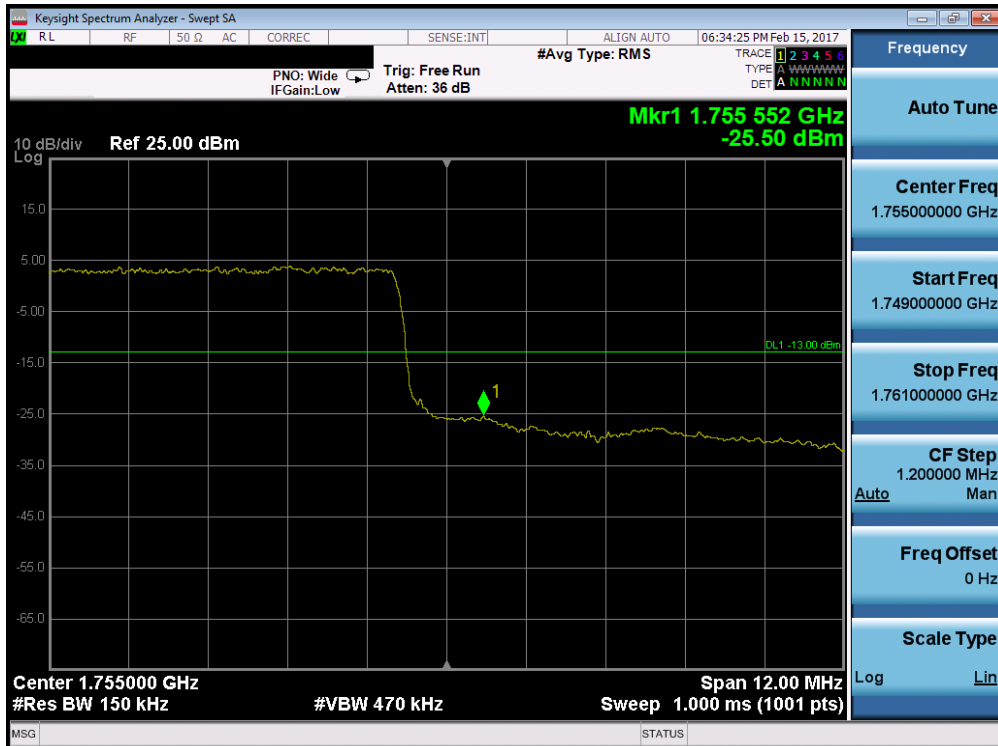 Keysight Spectrum Analyzer - Swept SA
LXI RL RF 50 Ω AC CORREC SENSE:INT ALIGN AUTO 06:34:25 PM Feb 15, 2017
#Avg Type: RMS
TRACE 1 2 3 4 5 6
PNO: Wide Trig: Free Run
TYPE A WWWWW
IFGain:Low Atten: 36 dB
DET A N N N N N
Mkr1 1.755 552 GHz
-25.50 dBm
10 dB/div Ref 25.00 dBm
Log
15.0
5.00
-5.00
DL1 -13.00 dBm
-15.0
1
-25.0
-35.0
-45.0
-55.0
-65.0
Center 1.755000 GHz Span 12.00 MHz
#Res BW 150 kHz #VBW 470 kHz Sweep 1.000 ms (1001 pts)
MSG STATUS
Frequency
Auto Tune
Center Freq
1.755000000 GHz
Start Freq
1.749000000 GHz
Stop Freq
1.761000000 GHz
CF Step
1.200000 MHz
Auto Man
Freq Offset
0 Hz
Scale Type
Log Lin